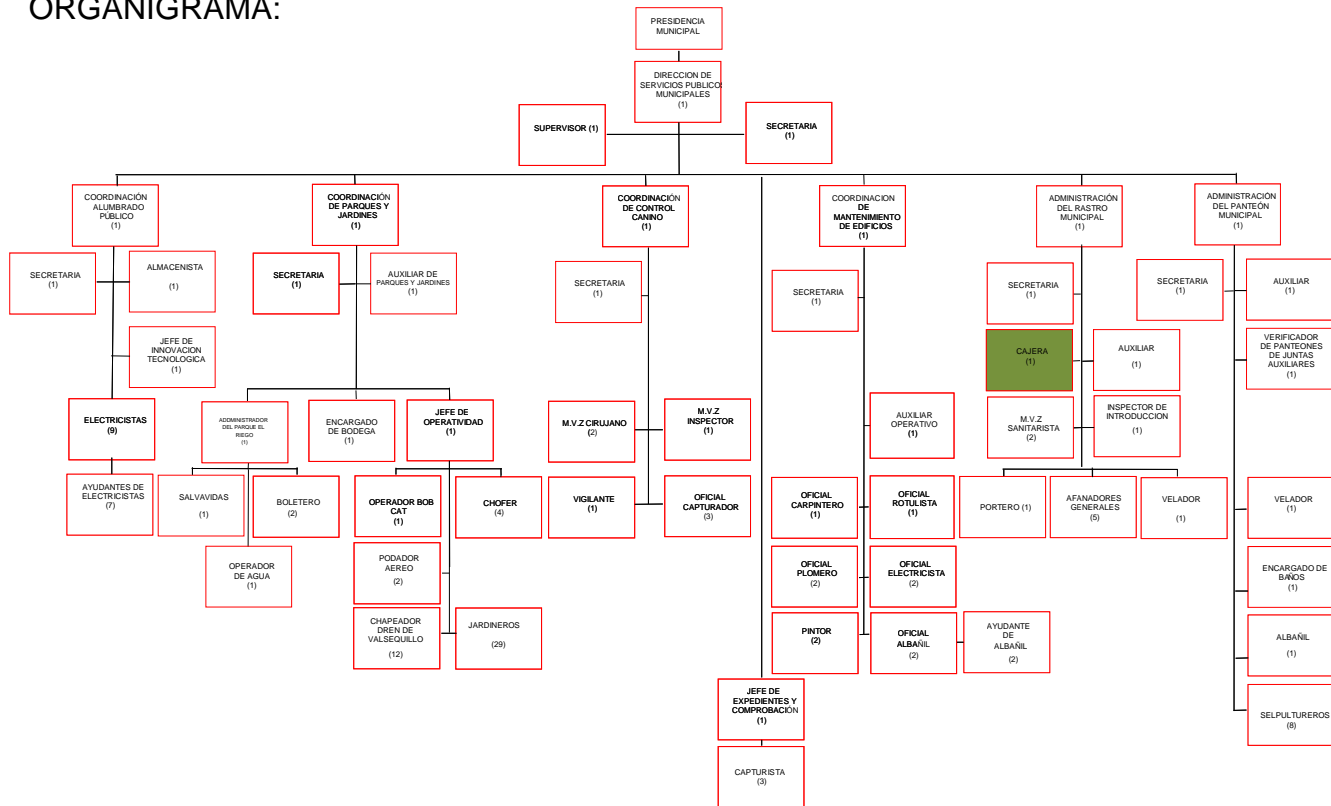 ORGANIGRAMA:
PRESIDENCIA
MUNICIPAL
DIRECCION DE
SERVICIOS PUBLICOS
MUNICIPALES
(1)
SUPERVISOR (1)
SECRETARIA
(1)
COORDINACIÓN
ALUMBRADO
PÚBLICO
(1)
COORDINACIÓN
DE PARQUES Y
JARDINES
(1)
COORDINACIÓN
DE CONTROL
CANINO
(1)
COORDINACION
DE
MANTENIMIENTO
DE EDIFICIOS
(1)
ADMINISTRACIÓN
DEL RASTRO
MUNICIPAL
(1)
ADMINISTRACIÓN
DEL PANTEÓN
MUNICIPAL
(1)
SECRETARIA
(1)
ALMACENISTA
(1)
JEFE DE
INNOVACION
TECNOLOGICA
(1)
ELECTRICISTAS
(9)
AYUDANTES DE
ELECTRICISTAS
(7)
SECRETARIA
(1)
AUXILIAR DE
PARQUES Y JARDINES
(1)
ADDMINISTRADOR
DEL PARQUE EL
RIEGO
(1)
ENCARGADO
DE BODEGA
(1)
JEFE DE
OPERATIVIDAD
(1)
SALVAVIDAS
(1)
BOLETERO
(2)
OPERADOR
DE AGUA
(1)
OPERADOR BOB
CAT
(1)
CHOFER
(4)
PODADOR
AEREO
(2)
CHAPEADOR
DREN DE
VALSEQUILLO
(12)
JARDINEROS
(29)
SECRETARIA
(1)
M.V.Z CIRUJANO
(2)
M.V.Z
INSPECTOR
(1)
VIGILANTE
(1)
OFICIAL
CAPTURADOR
(3)
JEFE DE
EXPEDIENTES Y
COMPROBACIÓN
(1)
CAPTURISTA
(3)
SECRETARIA
(1)
AUXILIAR
OPERATIVO
(1)
OFICIAL
CARPINTERO
(1)
OFICIAL
ROTULISTA
(1)
OFICIAL
PLOMERO
(2)
OFICIAL
ELECTRICISTA
(2)
PINTOR
(2)
OFICIAL
ALBAÑIL
(2)
AYUDANTE
DE
ALBAÑIL
(2)
SECRETARIA
(1)
CAJERA
(1)
AUXILIAR
(1)
M.V.Z
SANITARISTA
(2)
INSPECTOR DE
INTRODUCCION
(1)
PORTERO (1)
AFANADORES
GENERALES
(5)
VELADOR
(1)
SECRETARIA
(1)
AUXILIAR
(1)
VERIFICADOR
DE PANTEONES
DE JUNTAS
AUXILIARES
(1)
VELADOR
(1)
ENCARGADO DE
BAÑOS
(1)
ALBAÑIL
(1)
SELPULTUREROS
(8)